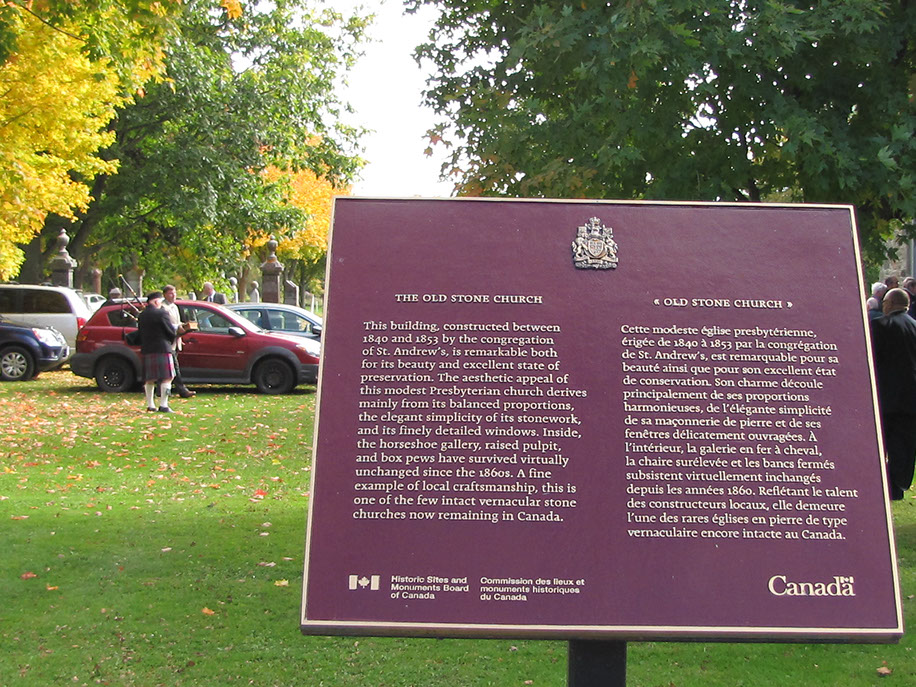 THE OLD STONE CHURCH
This building, constructed between
1840 and 1853 by the congregation
of St. Andrew's, is remarkable both
for its beauty and excellent state of
preservation. The aesthetic appeal of
this modest Presbyterian church derives
mainly from its balanced proportions,
the elegant simplicity of its stonework,
and its finely detailed windows. Inside,
the horseshoe gallery, raised pulpit,
and box pews have survived virtually
unchanged since the 1860s. A fine
example of local craftsmanship, this is
one of the few intact vernacular stone
churches now remaining in Canada.
« OLD STONE CHURCH »
Cette modeste église presbytérienne,
érigée de 1840 à 1853 par la congrégation
de St. Andrew's, est remarquable pour sa
beauté ainsi que pour son excellent état
de conservation. Son charme découle
principalement de ses proportions
harmonieuses, de l'élégante simplicité
de sa maçonnerie de pierre et de ses
fenêtres délicatement ouvragées. À
l'intérieur, la galerie en fer à cheval,
la chaire surélevée et les bancs fermés
subsistent virtuellement inchangés
depuis les années 1860. Reflétant le talent
des constructeurs locaux, elle demeure
l'une des rares églises en pierre de type
vernaculaire encore intacte au Canada.
Historic Sites and
Monuments Board
of Canada
Commission des lieux et
monuments historiques
du Canada
Canada